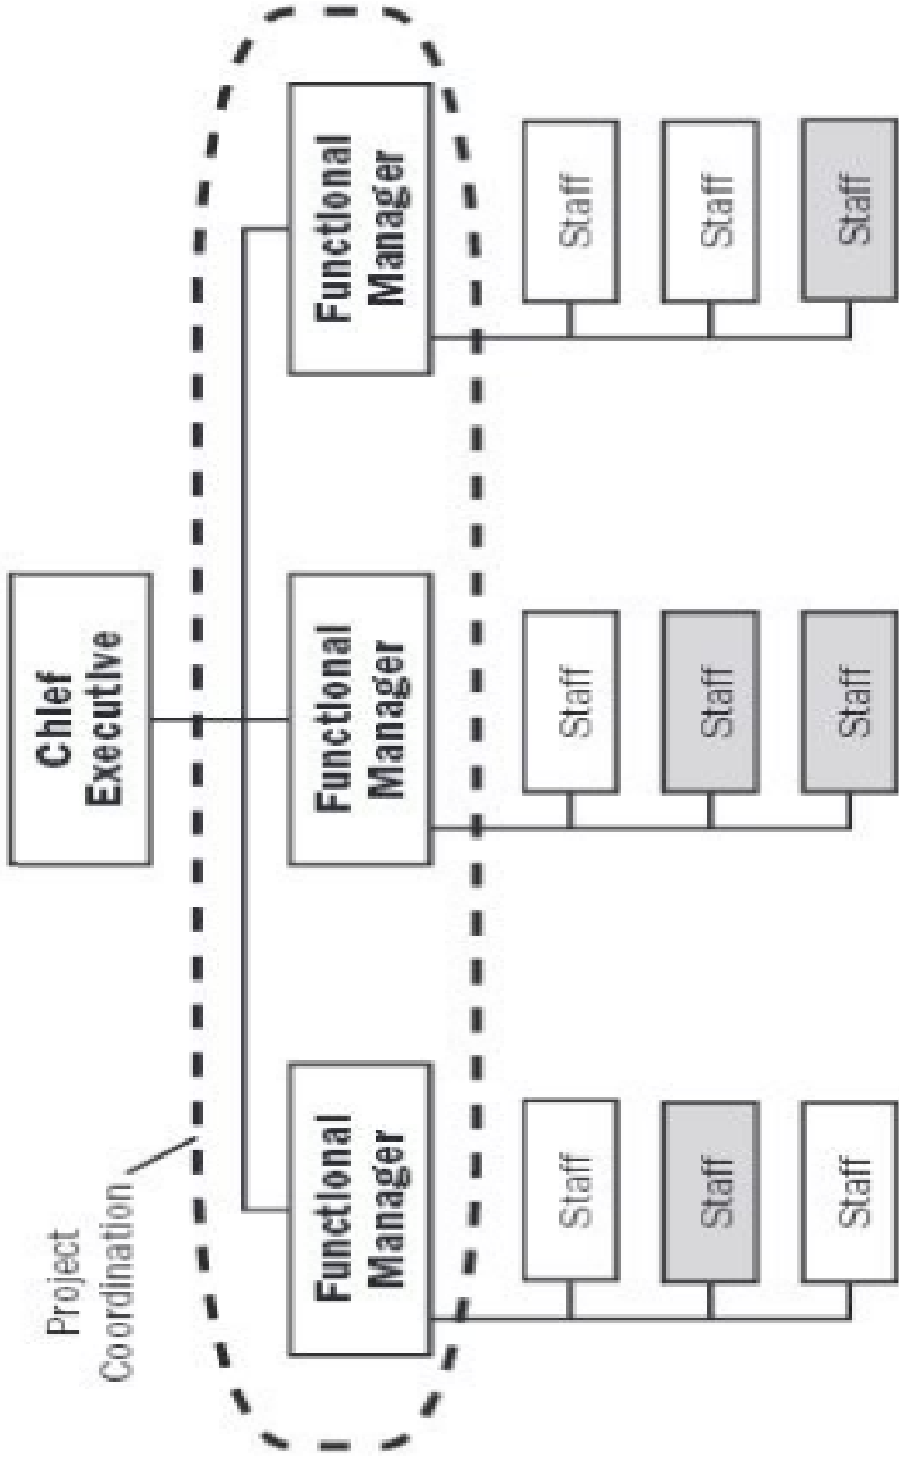 Project
Coordination
Chief
Executive
Functional
Manager
Functional
Manager
Functional
Manager
Staff
Staff
Staff
Staff
Staff
Staff
Staff
Staff
Staff